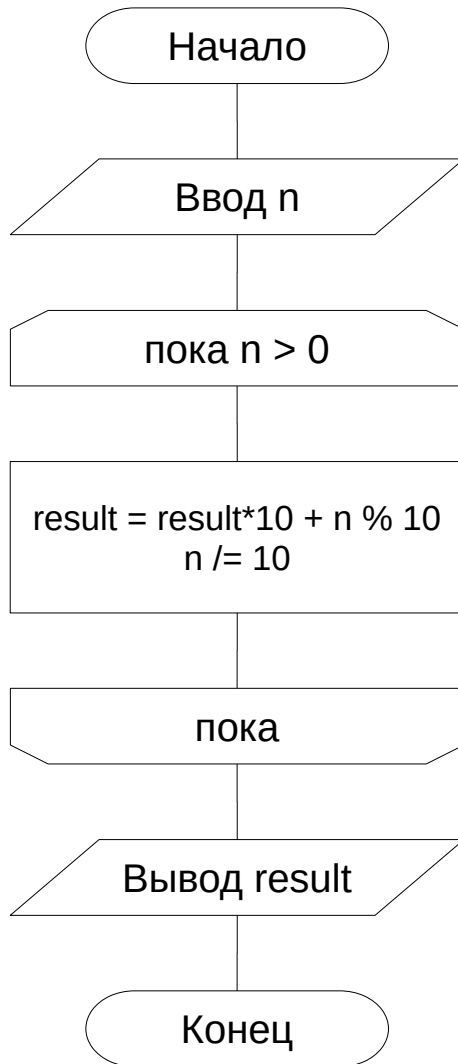 Начало
Ввод n
пока n > 0
result = result*10 + n % 10
n /= 10
пока
Вывод result
Конец